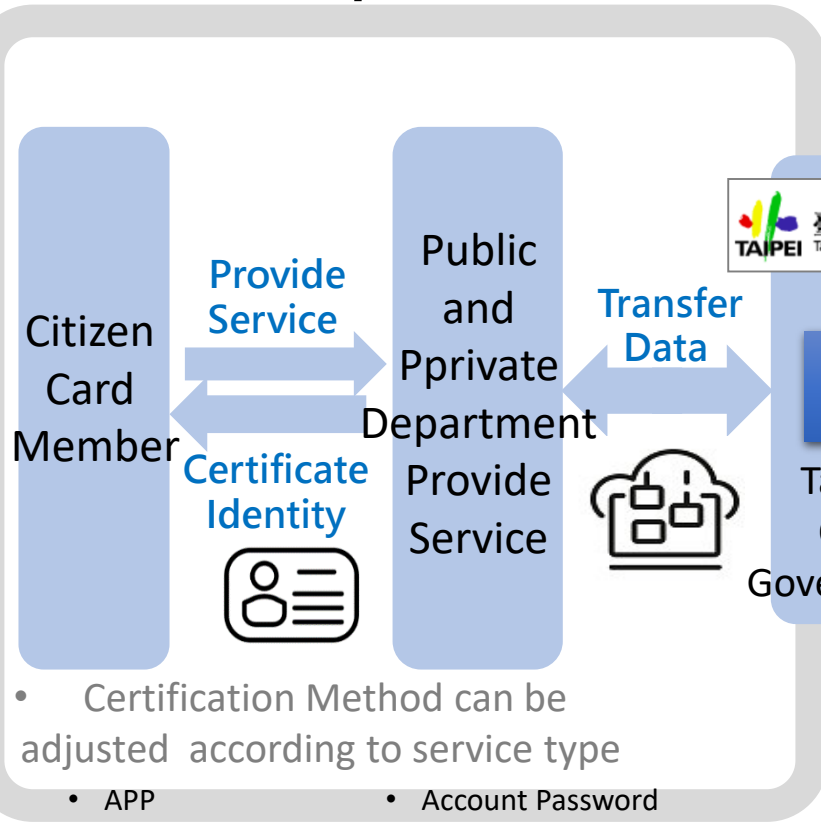 Citizen
Card
Member
Provide
Service
Certificate
Identity
Public
and
Pprivate
Department
Provide
Service
Transfer
Data
TAIPEI
• Certification Method can be
adjusted according to service type
• APP
• Account Password